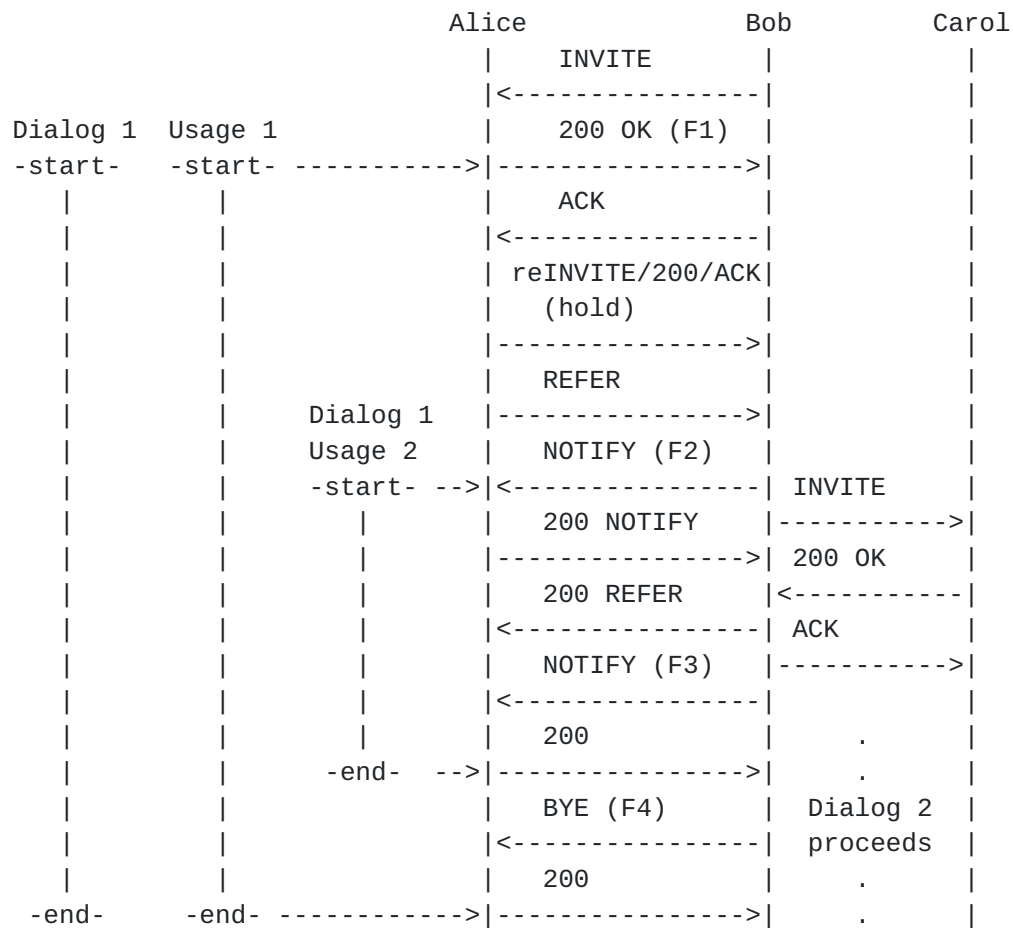 Alice             Bob         Carol
                              |    INVITE       |            |
                              |<----------------|            |
Dialog 1  Usage 1             |    200 OK (F1)  |            |
-start-   -start- ----------->|---------------->|            |
   |         |                |    ACK          |            |
   |         |                |<----------------|            |
   |         |                | reINVITE/200/ACK|            |
   |         |                |   (hold)        |            |
   |         |                |---------------->|            |
   |         |                |   REFER         |            |
   |         |     Dialog 1   |---------------->|            |
   |         |     Usage 2    |   NOTIFY (F2)   |            |
   |         |     -start- -->|<----------------| INVITE     |
   |         |        |       |   200 NOTIFY    |----------->|
   |         |        |       |---------------->| 200 OK     |
   |         |        |       |   200 REFER     |<-----------|
   |         |        |       |<----------------| ACK        |
   |         |        |       |   NOTIFY (F3)   |----------->|
   |         |        |       |<----------------|            |
   |         |        |       |   200           |     .      |
   |         |      -end-  -->|---------------->|     .      |
   |         |                |   BYE (F4)      |  Dialog 2  |
   |         |                |<----------------|  proceeds  |
   |         |                |   200           |     .      |
 -end-     -end- ------------>|---------------->|     .      |